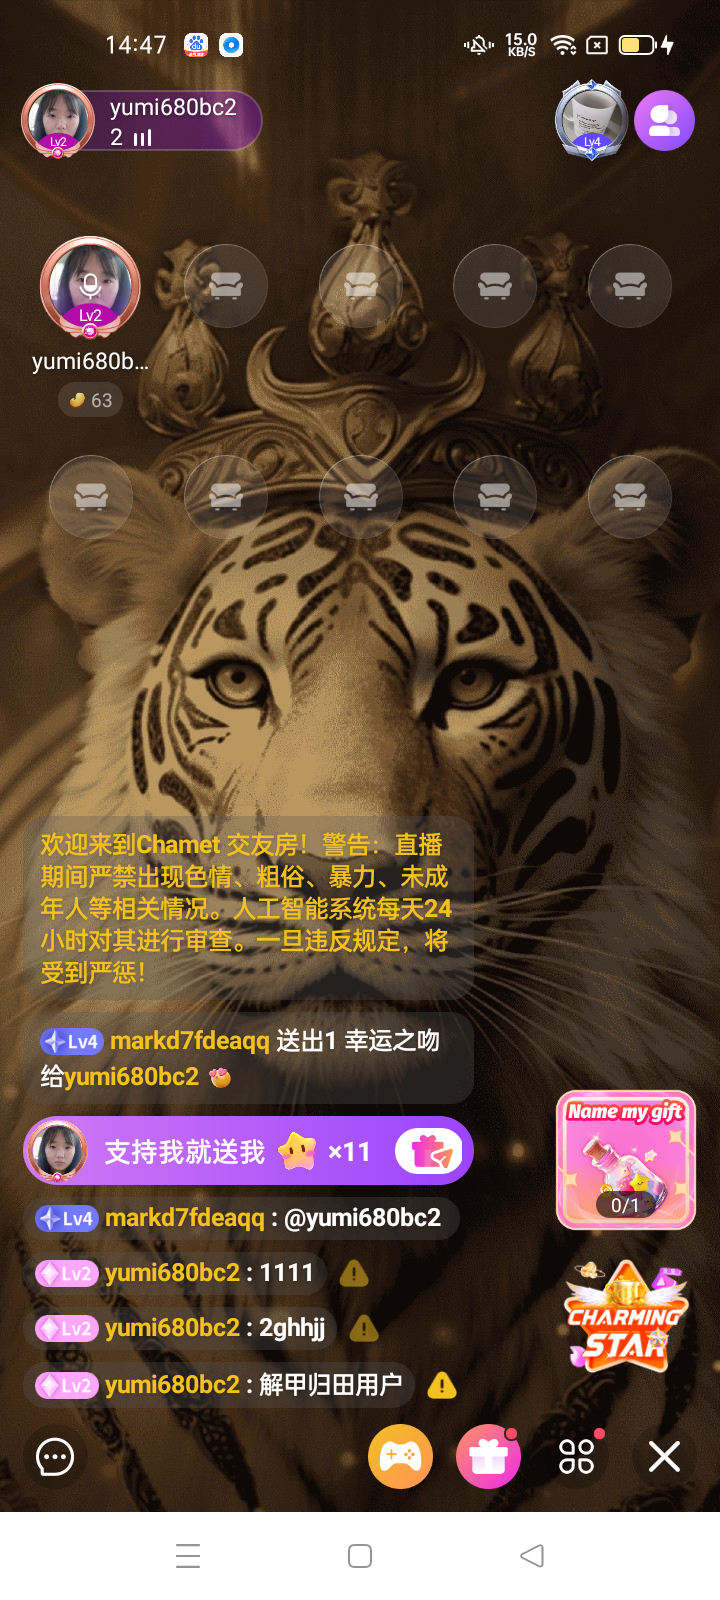 14:47
15.0
KB/S
yumi680bc2
2
Lv2
Lv4
Lv2
yumi680b...
63
欢迎来到Chamet 交友房！警告：直播
期间严禁出现色情、粗俗、暴力、未成
年人等相关情况。人工智能系统每天24
小时对其进行审查。一旦违反规定，将
受到严惩！
Lv4 markd7fdeaqq 送出1 幸运之吻
给yumi680bc2
支持我就送我 ×11
Name my gift
0/1
Lv4 markd7fdeaqq : @yumi680bc2
Lv2 yumi680bc2 : 1111
Lv2 yumi680bc2 : 2ghhjj
CHARMING
STAR
Lv2 yumi680bc2 : 解甲归田用户